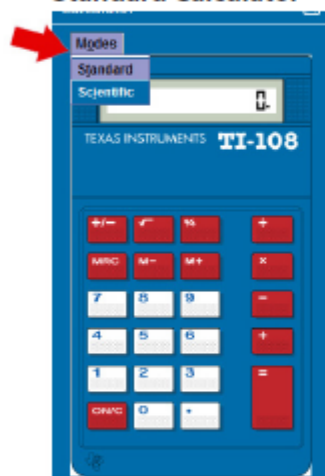 Standard Calculator
Modes
Standard
Scientific
0.
TEXAS INSTRUMENTS TI-108
+/- √ % ÷
MRC M- M+ ×
7 8 9 -
4 5 6 +
1 2 3 =
ON/C 0 .